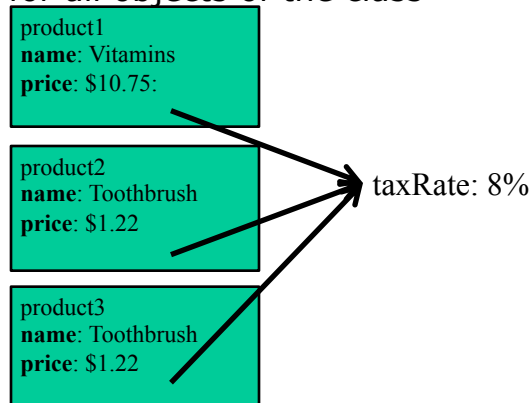 for all objects of the class
product1
name: Vitamins
price: $10.75:
product2
name: Toothbrush
price: $1.22
product3
name: Toothbrush
price: $1.22
taxRate: 8%